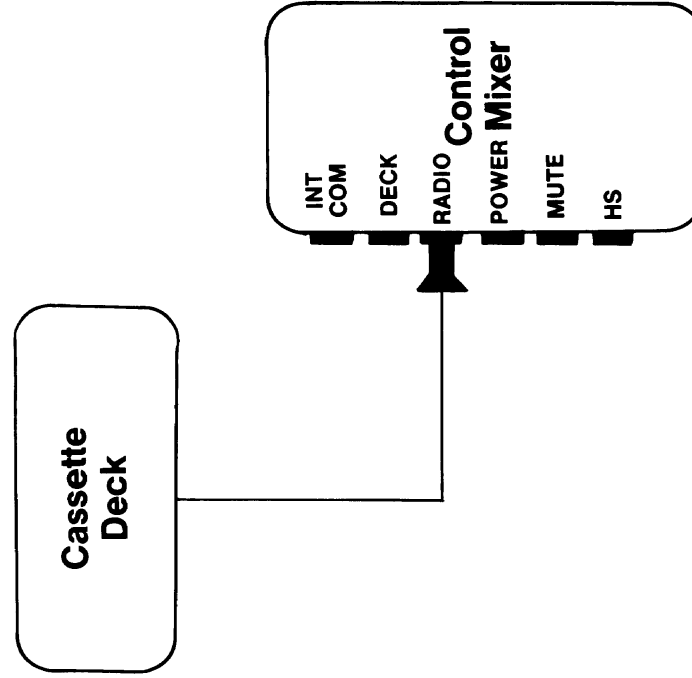 Cassette
Deck
Control
Mixer
INT
COM
DECK
RADIO
POWER
MUTE
HS